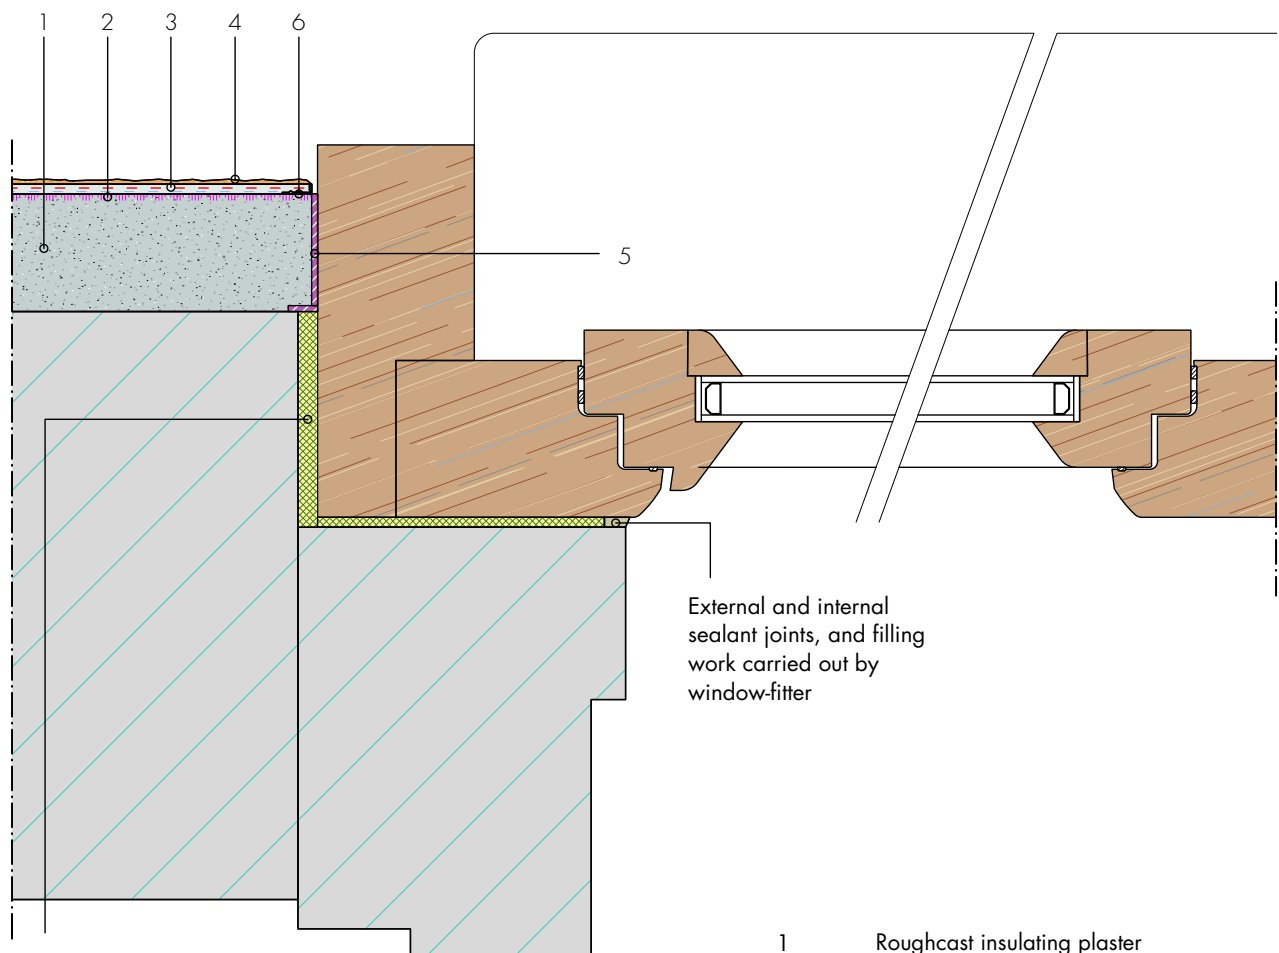 1 2 3 4 6
5
External and internal
sealant joints, and filling
work carried out by
window-fitter
1 Roughcast insulating plaster